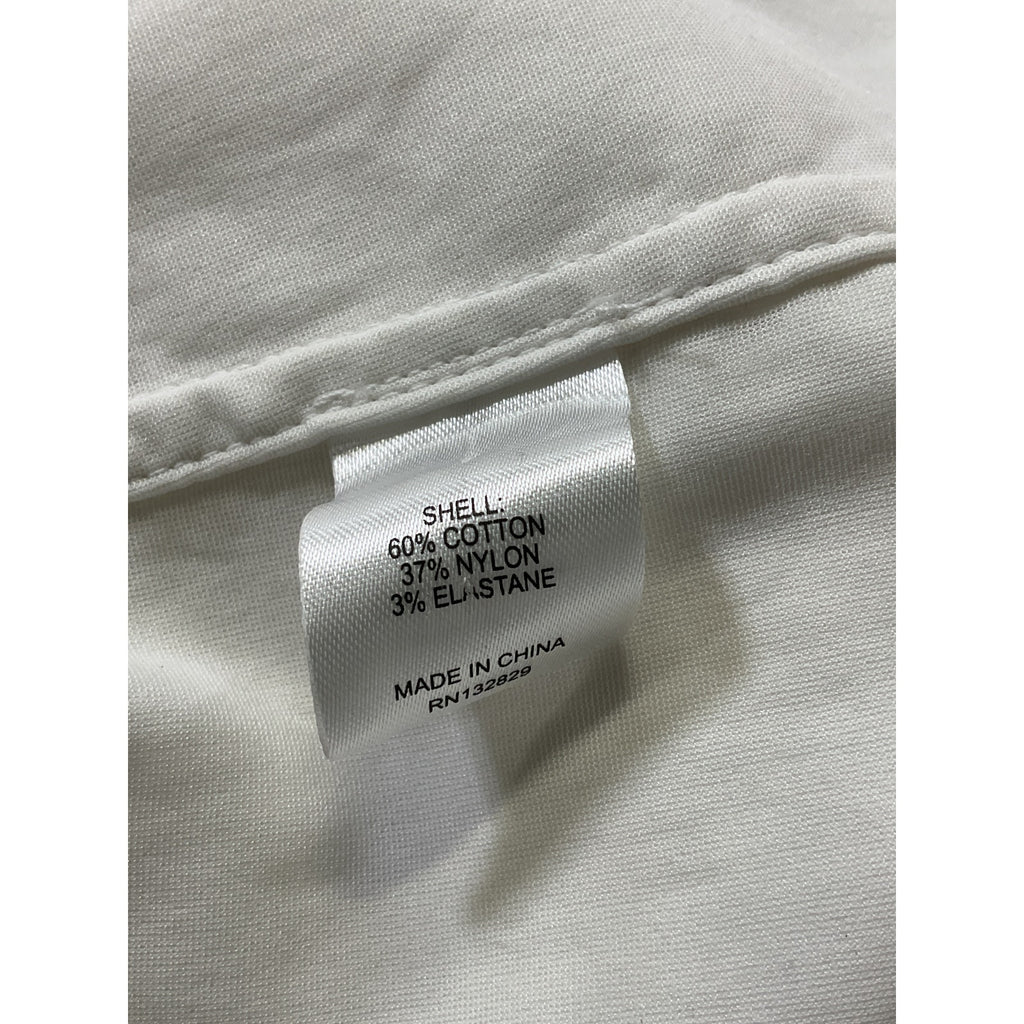 SHELL:
60% COTTON
37% NYLON
3% ELASTANE
MADE IN CHINA
RN132829